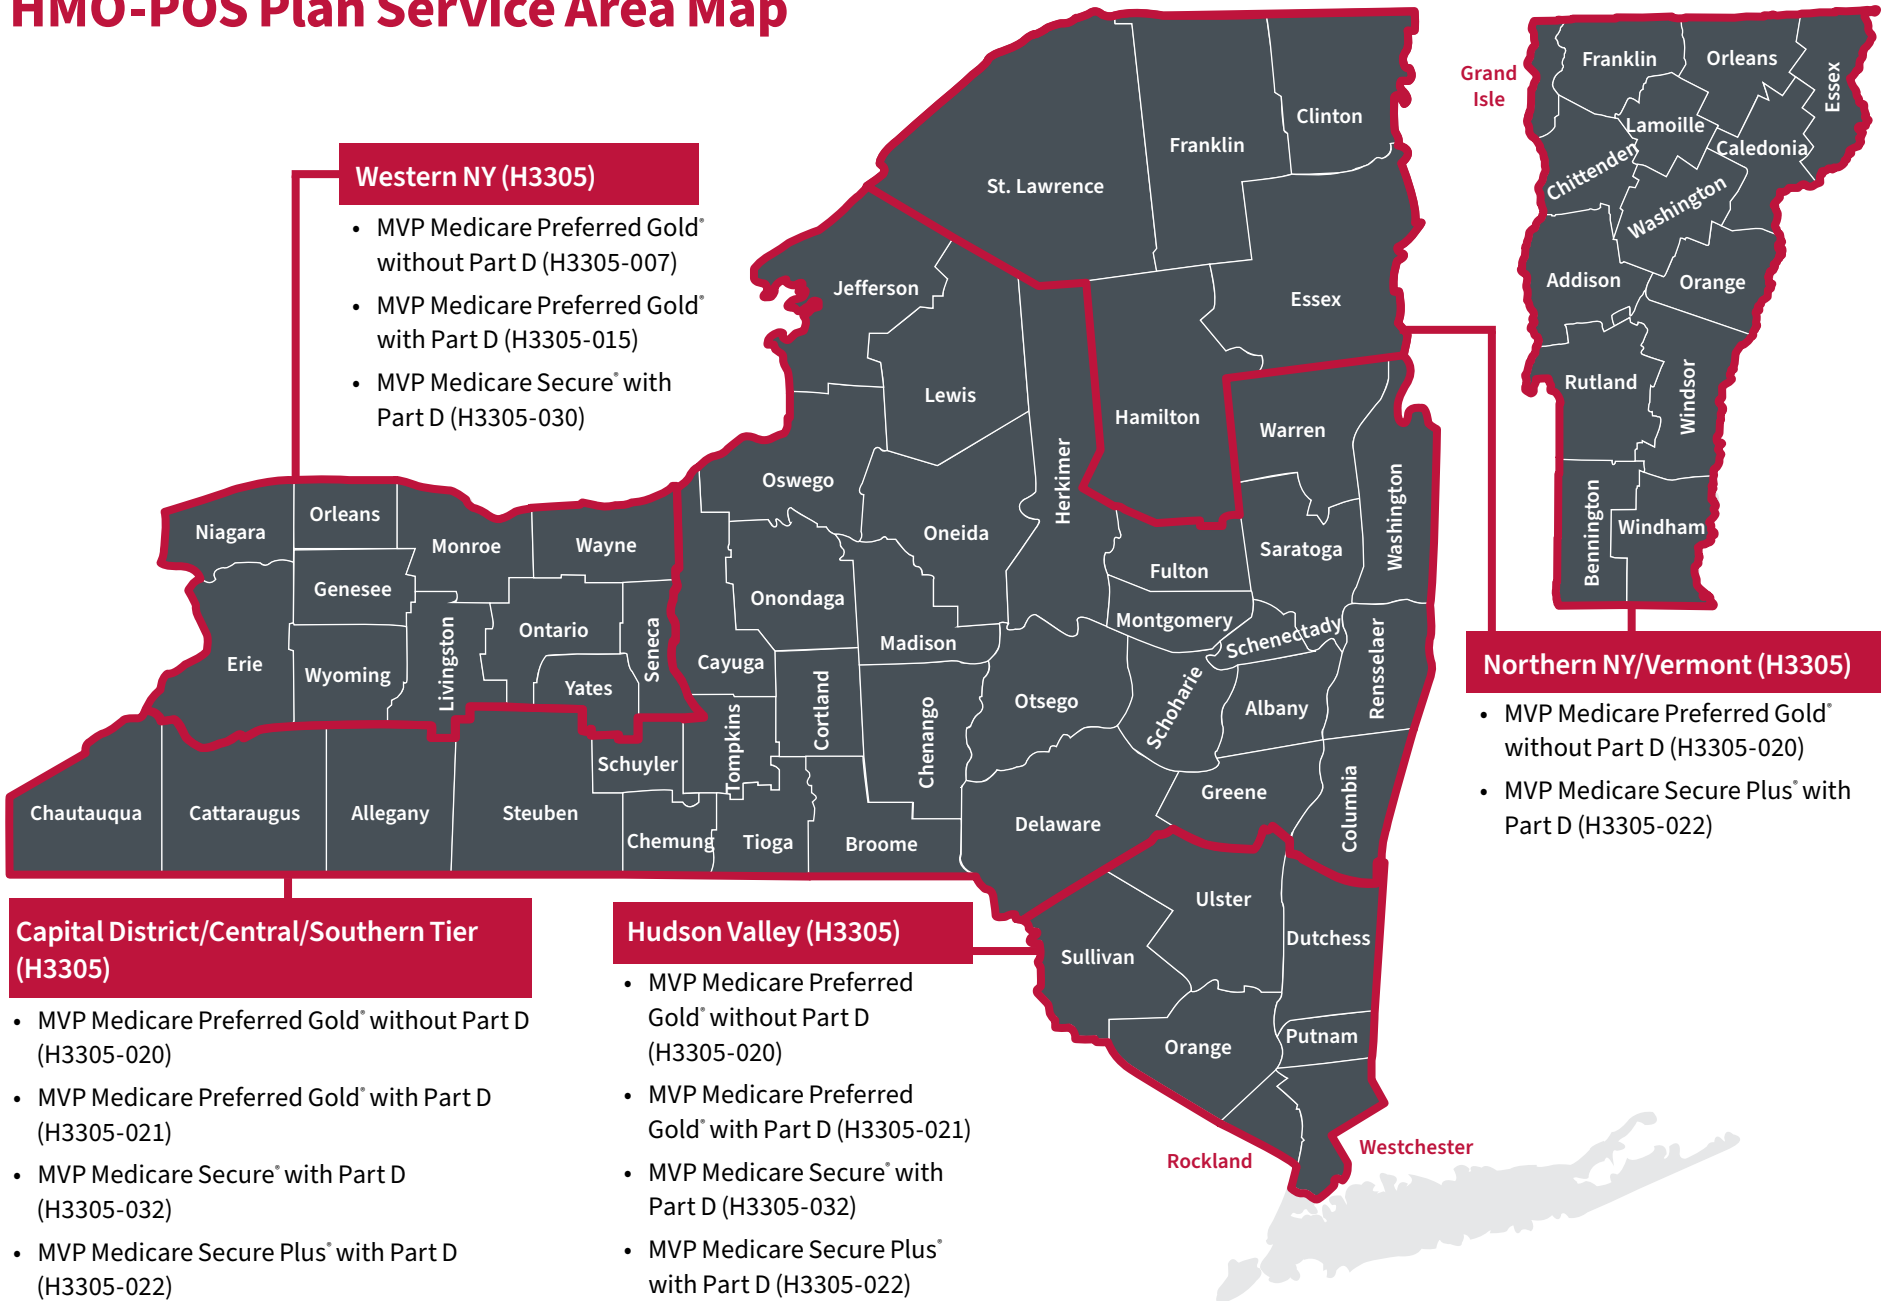 HMO-POS Plan Service Area Map
Western NY (H3305)
• MVP Medicare Preferred Gold®
without Part D (H3305-007)
• MVP Medicare Preferred Gold®
with Part D (H3305-015)
• MVP Medicare Secure® with
Part D (H3305-030)
St. Lawrence
Franklin
Clinton
Essex
Jefferson
Lewis
Herkimer
Hamilton
Warren
Washington
Oswego
Oneida
Saratoga
Fulton
Montgomery
Schenectady
Rensselaer
Niagara
Orleans
Monroe
Wayne
Genesee
Erie
Wyoming
Livingston
Ontario
Yates
Seneca
Cayuga
Onondaga
Madison
Cortland
Tompkins
Chenango
Otsego
Schoharie
Albany
Greene
Columbia
Delaware
Chautauqua
Cattaraugus
Allegany
Steuben
Schuyler
Chemung
Tioga
Broome
Ulster
Sullivan
Dutchess
Orange
Putnam
Rockland
Westchester
Grand
Isle
Franklin
Orleans
Essex
Lamoille
Caledonia
Chittenden
Washington
Addison
Orange
Rutland
Windsor
Bennington
Windham
Northern NY/Vermont (H3305)
• MVP Medicare Preferred Gold®
without Part D (H3305-020)
• MVP Medicare Secure Plus® with
Part D (H3305-022)
Capital District/Central/Southern Tier
(H3305)
• MVP Medicare Preferred Gold® without Part D
(H3305-020)
• MVP Medicare Preferred Gold® with Part D
(H3305-021)
• MVP Medicare Secure® with Part D
(H3305-032)
• MVP Medicare Secure Plus® with Part D
(H3305-022)
Hudson Valley (H3305)
• MVP Medicare Preferred
Gold® without Part D
(H3305-020)
• MVP Medicare Preferred
Gold® with Part D (H3305-021)
• MVP Medicare Secure® with
Part D (H3305-032)
• MVP Medicare Secure Plus®
with Part D (H3305-022)